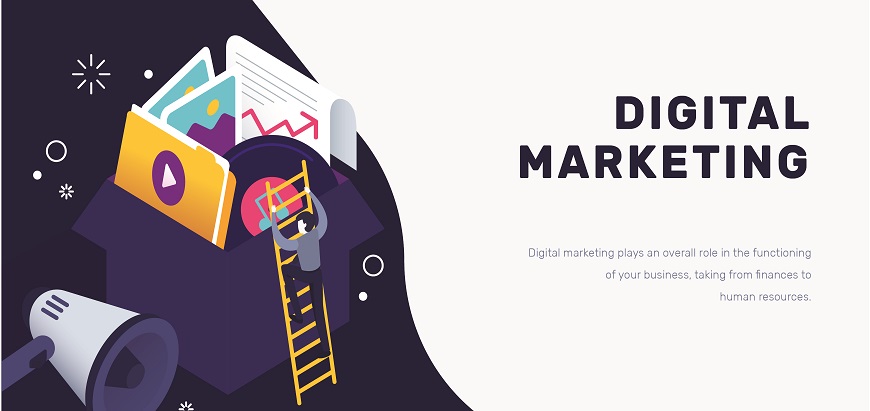 DIGITAL
MARKETING
Digital marketing plays an overall role in the functioning
of your business, taking from finances to
human resources.